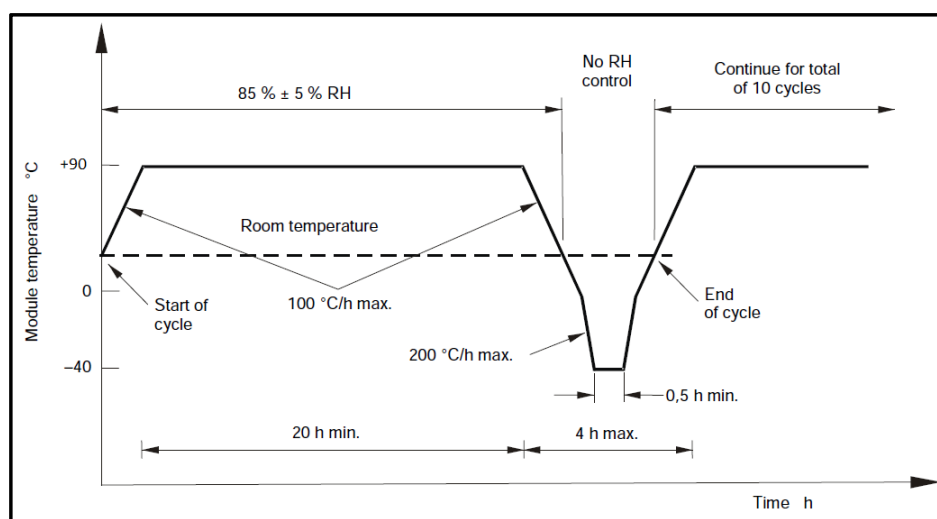 No RH
control
Continue for total
of 10 cycles
85 % ± 5 % RH
Module temperature °C
+90
Room temperature
0
Start of
cycle
100 °C/h max.
End
of cycle
200 °C/h max.
–40
0,5 h min.
20 h min.
4 h max.
Time h